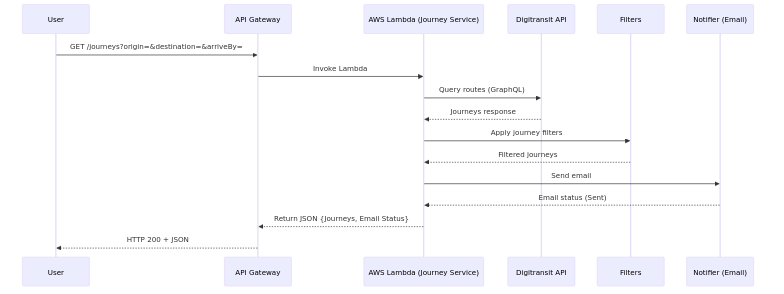 User
API Gateway
AWS Lambda (Journey Service)
Digitransit API
Filters
Notifier (Email)
GET /journeys?origin=&destination=&arriveBy=
Invoke Lambda
Query routes (GraphQL)
Journeys response
Apply journey filters
Filtered journeys
Send email
Email status (Sent)
Return JSON {Journeys, Email Status}
HTTP 200 + JSON
User
API Gateway
AWS Lambda (Journey Service)
Digitransit API
Filters
Notifier (Email)